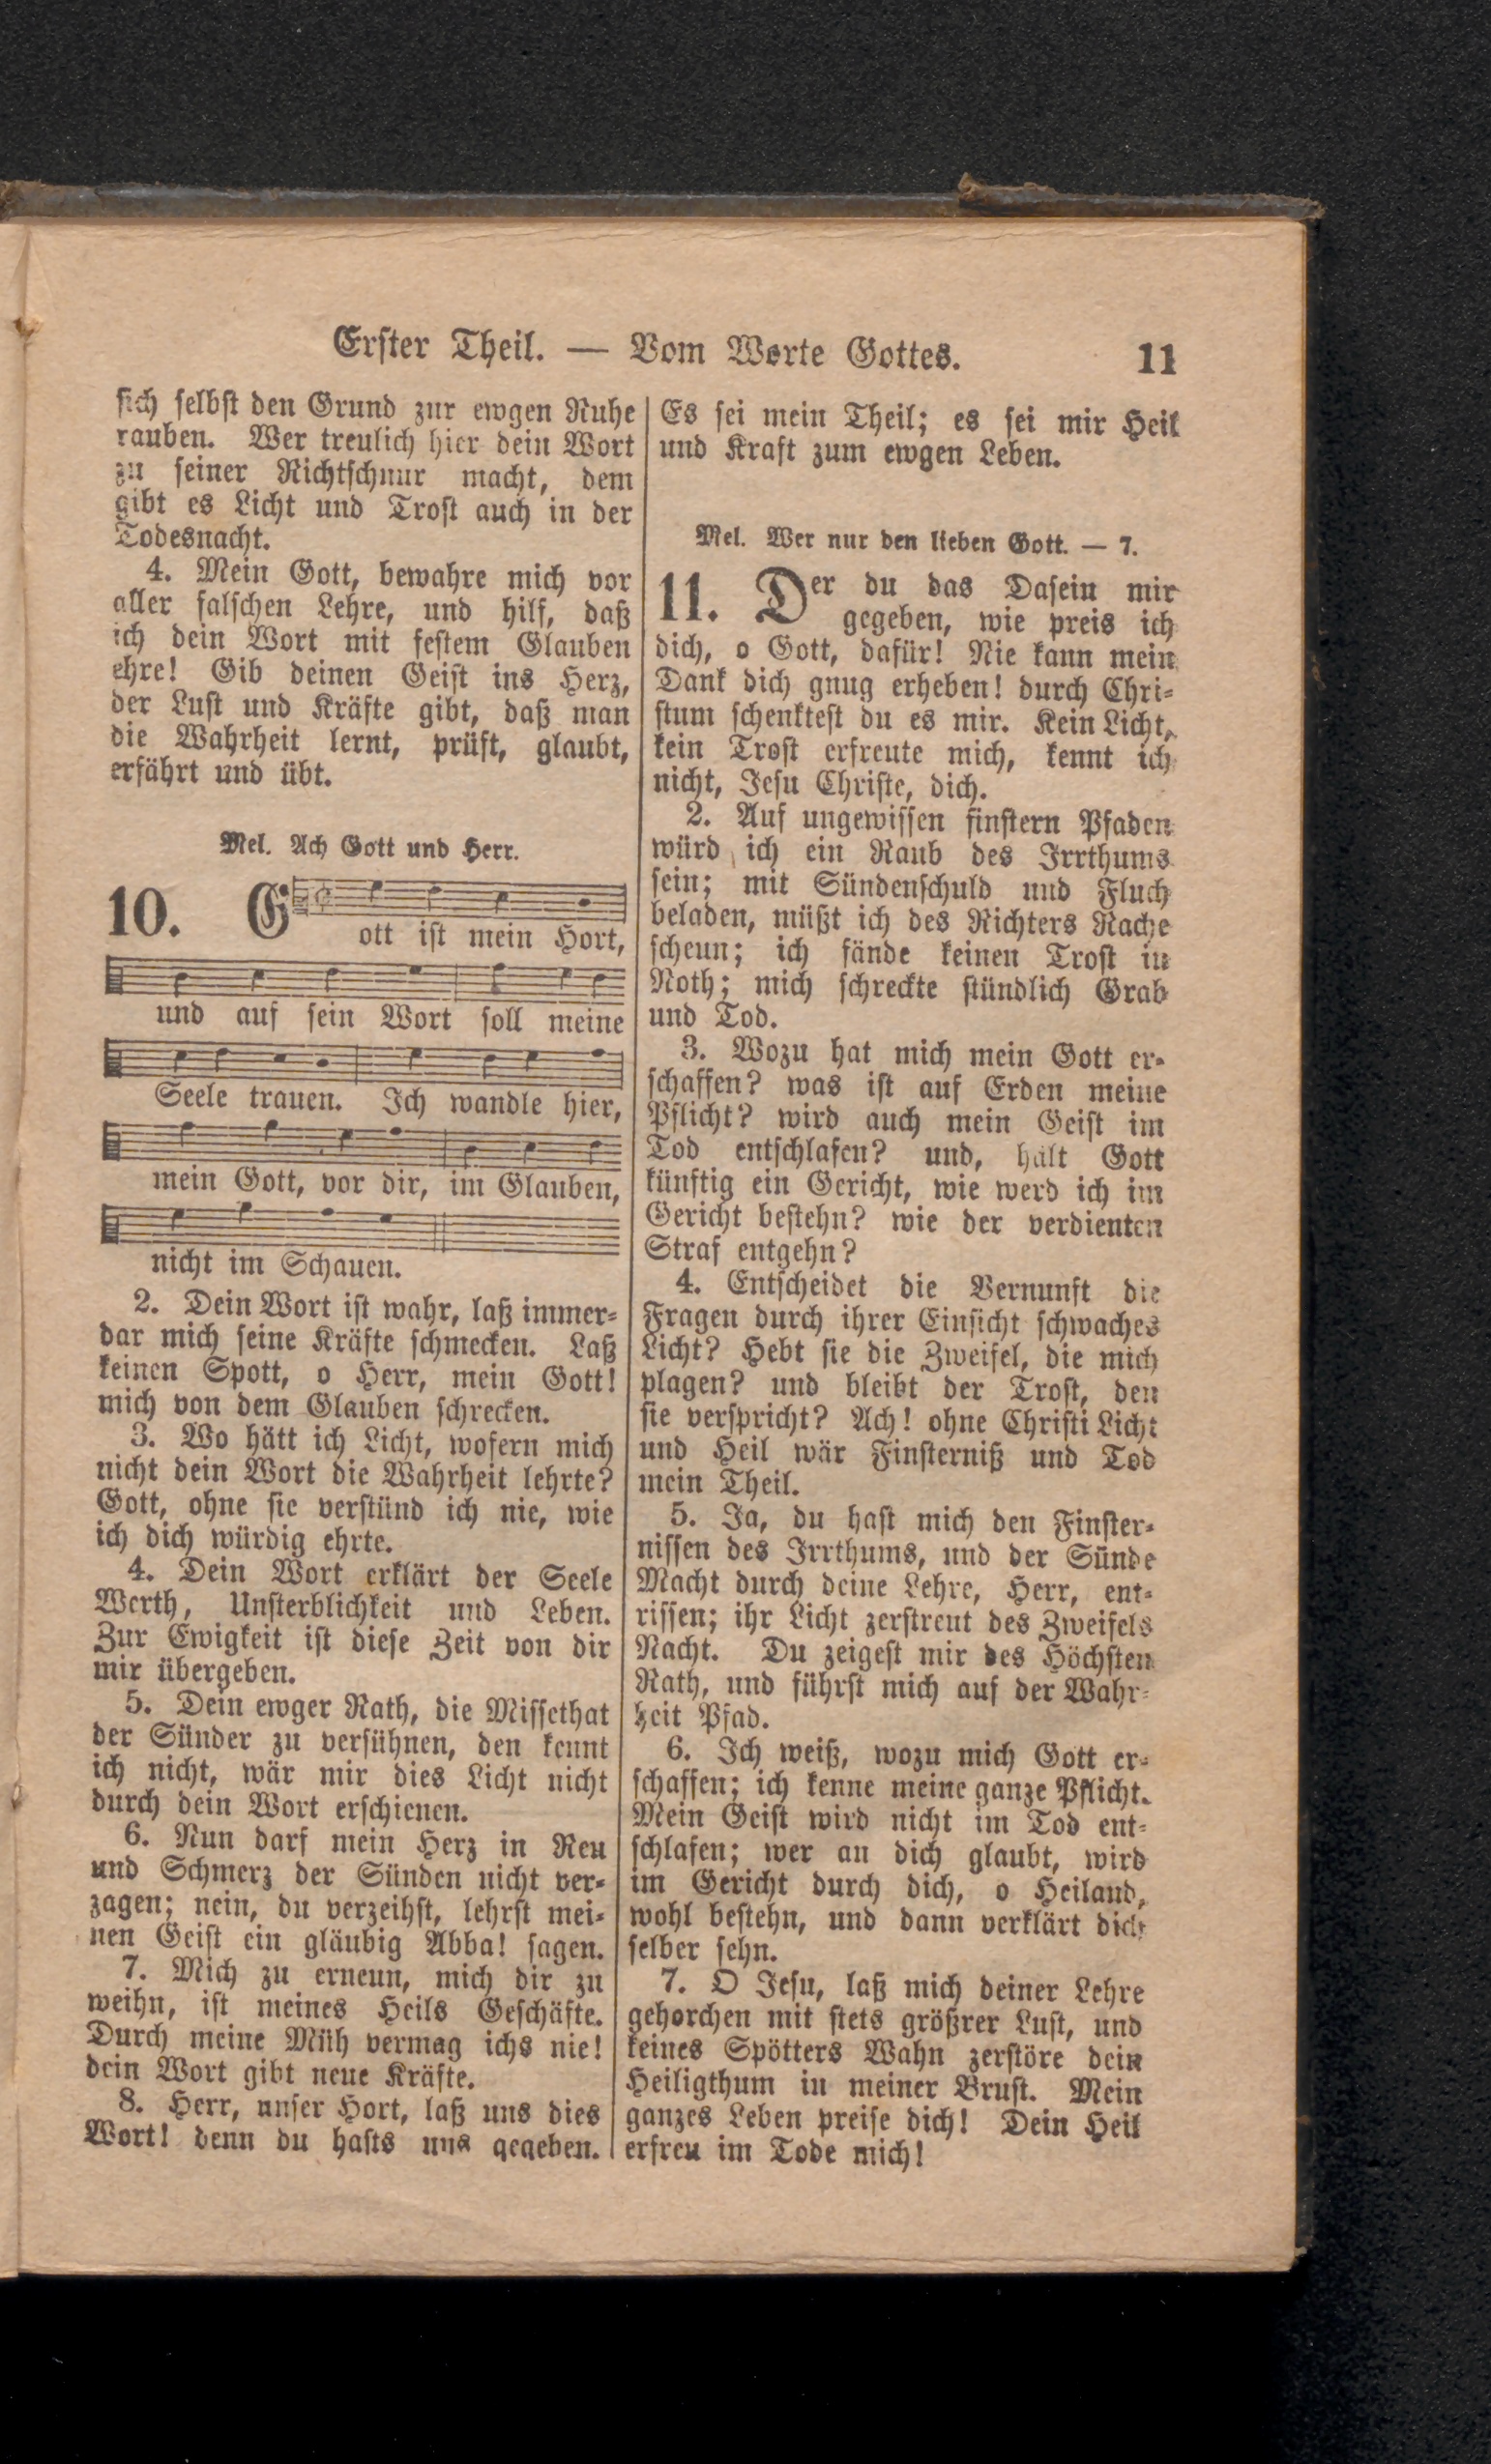 Erster Theil. — Vom Worte Gottes. 11
sich selbst den Grund zur ewgen Ruhe
rauben. Wer treulich hier dein Wort
zu seiner Richtschnur macht, dem
gibt es Licht und Trost auch in der
Todesnacht.
4. Mein Gott, bewahre mich vor
aller falschen Lehre, und hilf, daß
ich dein Wort mit festem Glauben
ehre! Gib deinen Geist ins Herz,
der Lust und Kräfte gibt, daß man
die Wahrheit lernt, prüft, glaubt,
erfährt und übt.
Mel. Ach Gott und Herr.
10. Gott ist mein Hort,
und auf sein Wort soll meine
Seele trauen. Ich wandle hier,
mein Gott, vor dir, im Glauben,
nicht im Schauen.
2. Dein Wort ist wahr, laß immer-
dar mich seine Kräfte schmecken. Laß
keinen Spott, o Herr, mein Gott!
mich von dem Glauben schrecken.
3. Wo hätt ich Licht, wofern mich
nicht dein Wort die Wahrheit lehrte?
Gott, ohne sie verstünd ich nie, wie
ich dich würdig ehrte.
4. Dein Wort erklärt der Seele
Werth, Unsterblichkeit und Leben.
Zur Ewigkeit ist diese Zeit von dir
mir übergeben.
5. Dein ewger Rath, die Missethat
der Sünder zu versühnen, den kennt
ich nicht, wär mir dies Licht nicht
durch dein Wort erschienen.
6. Nun darf mein Herz in Reu
und Schmerz der Sünden nicht ver-
zagen; nein, du verzeihst, lehrst mei-
nen Geist ein gläubig Abba! sagen.
7. Mich zu erneun, mich dir zu
weihn, ist meines Heils Geschäfte.
Durch meine Müh vermag ichs nie!
dein Wort gibt neue Kräfte.
8. Herr, unser Hort, laß uns dies
Wort! denn du hasts uns gegeben.
Es sei mein Theil; es sei mir Heil
und Kraft zum ewgen Leben.
Mel. Wer nur den lieben Gott. — 7.
11. Der du das Dasein mir
gegeben, wie preis ich
dich, o Gott, dafür! Nie kann mein
Dank dich gnug erheben! durch Chri-
stum schenktest du es mir. Kein Licht,
kein Trost erfreute mich, kennt ich
nicht, Jesu Christe, dich.
2. Auf ungewissen finstern Pfaden
würd ich ein Raub des Irrthums
sein; mit Sündenschuld und Fluch
beladen, müßt ich des Richters Rache
scheun; ich fände keinen Trost in
Noth; mich schreckte stündlich Grab
und Tod.
3. Wozu hat mich mein Gott er-
schaffen? was ist auf Erden meine
Pflicht? wird auch mein Geist im
Tod entschlafen? und, hält Gott
künftig ein Gericht, wie werd ich im
Gericht bestehn? wie der verdienten
Straf entgehn?
4. Entscheidet die Vernunft die
Fragen durch ihrer Einsicht schwaches
Licht? Hebt sie die Zweifel, die mich
plagen? und bleibt der Trost, den
sie verspricht? Ach! ohne Christi Licht
und Heil wär Finsterniß und Tod
mein Theil.
5. Ja, du hast mich den Finster-
nissen des Irrthums, und der Sünde
Macht durch deine Lehre, Herr, ent-
rissen; ihr Licht zerstreut des Zweifels
Nacht. Du zeigest mir des Höchsten
Rath, und führst mich auf der Wahr-
heit Pfad.
6. Ich weiß, wozu mich Gott er-
schaffen; ich kenne meine ganze Pflicht.
Mein Geist wird nicht im Tod ent-
schlafen; wer an dich glaubt, wird
im Gericht durch dich, o Heiland,
wohl bestehn, und dann verklärt dich
selber sehn.
7. O Jesu, laß mich deiner Lehre
gehorchen mit stets größrer Lust, und
keines Spötters Wahn zerstöre dein
Heiligthum in meiner Brust. Mein
ganzes Leben preise dich! Dein Heil
erfreu im Tode mich!